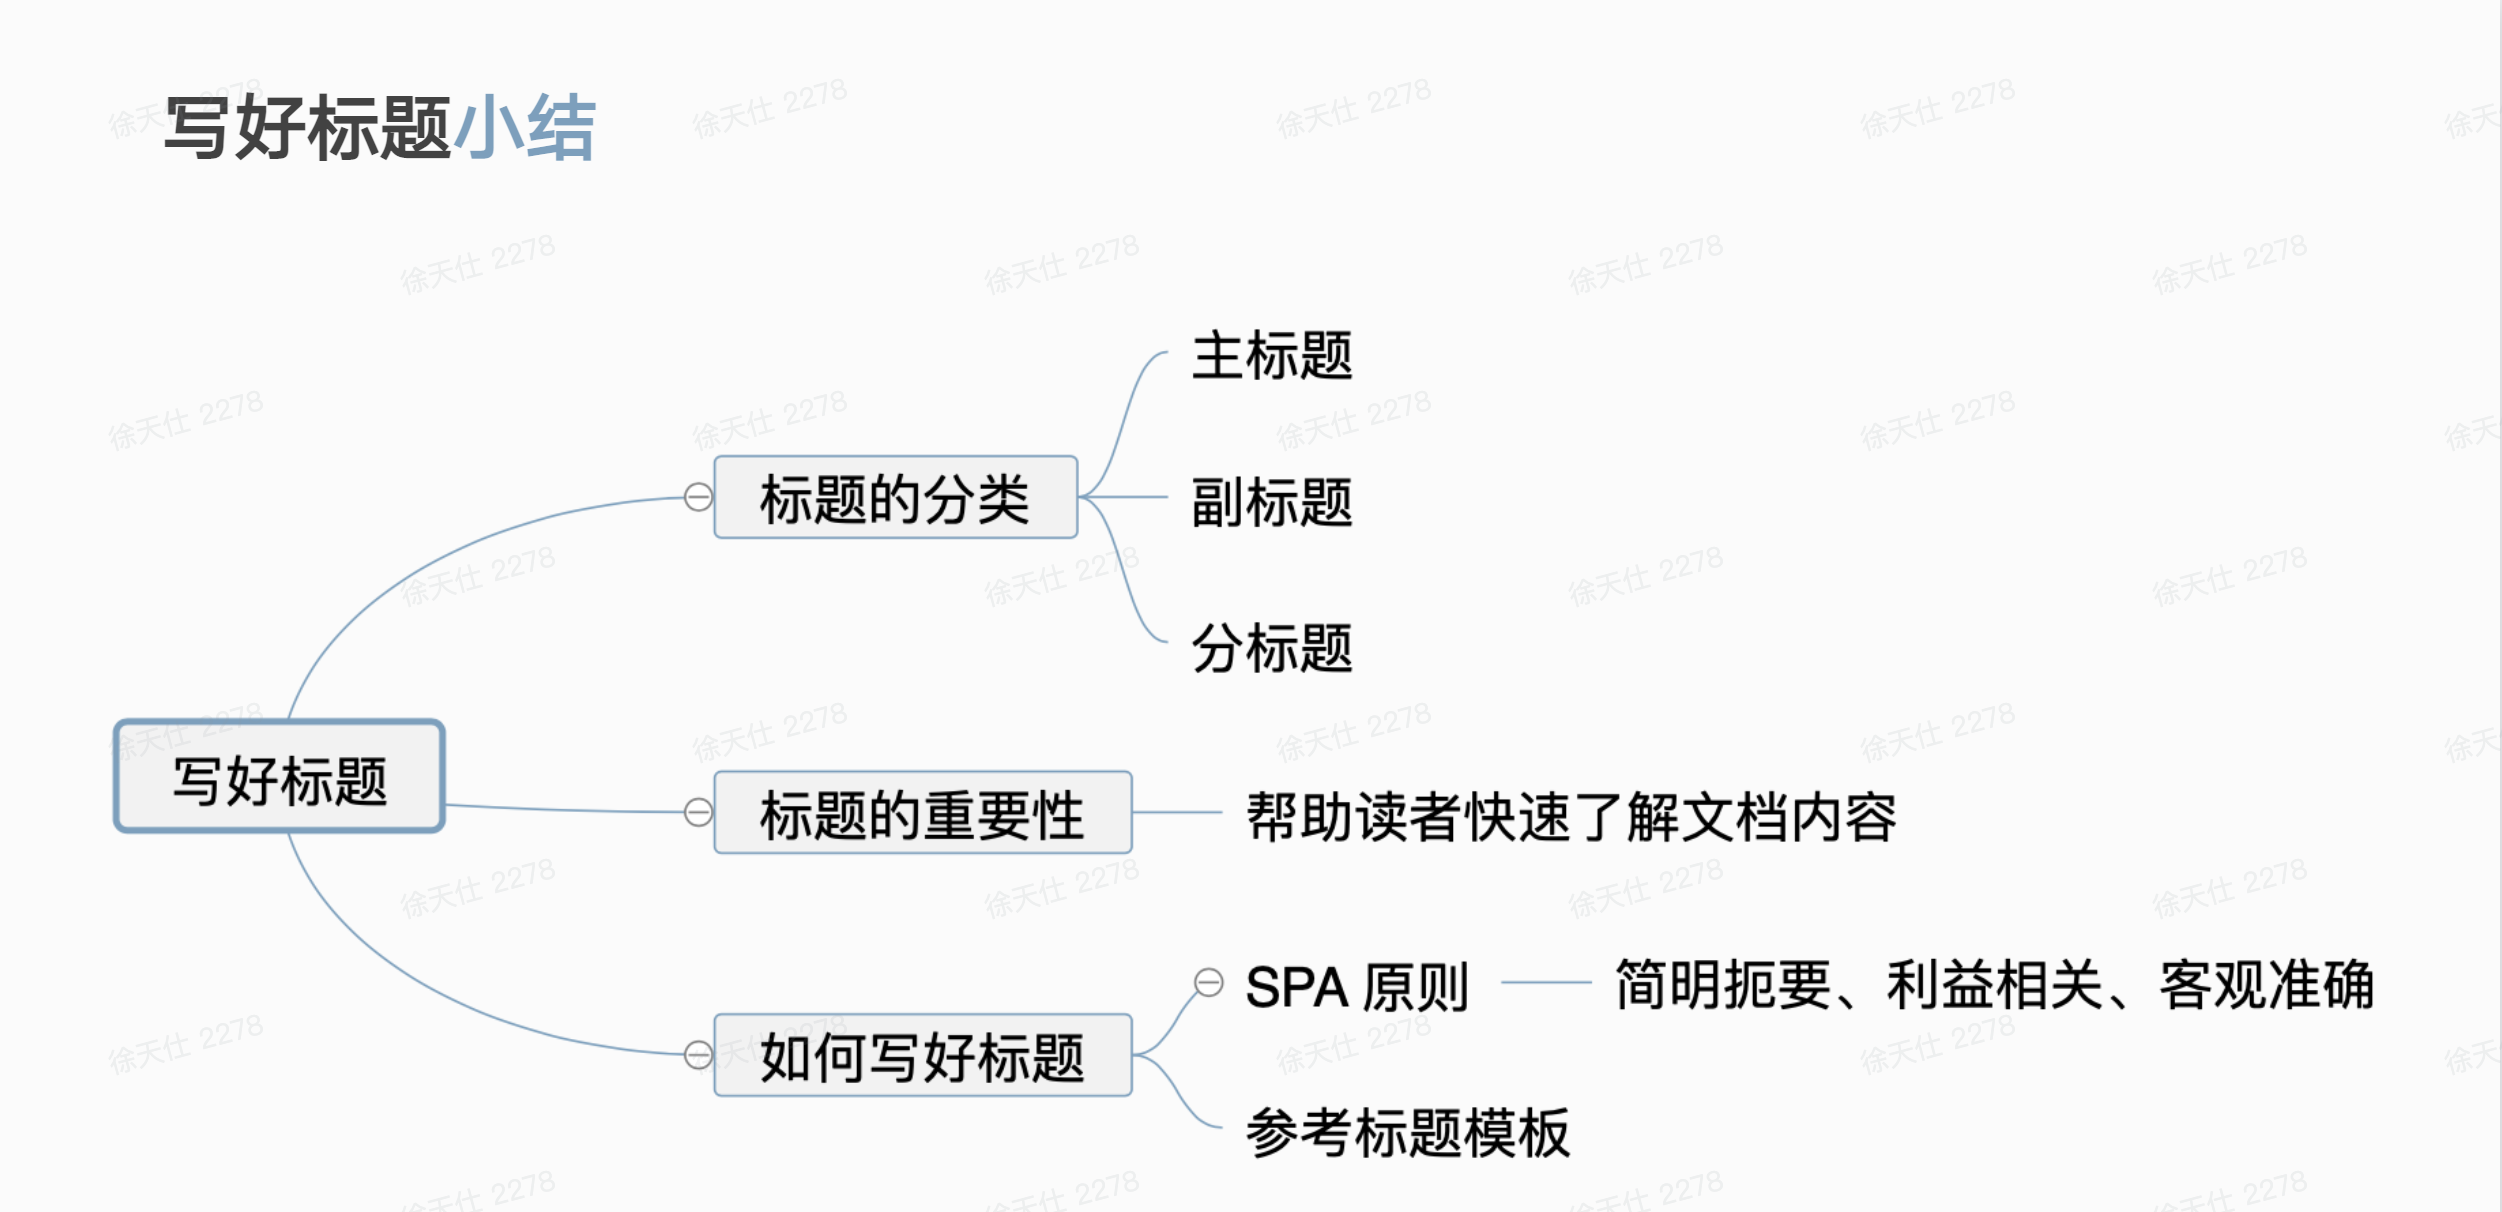 写好标题小结
写好标题
标题的分类
主标题
副标题
分标题
标题的重要性
帮助读者快速了解文档内容
如何写好标题
SPA 原则
简明扼要、利益相关、客观准确
参考标题模板
徐天仕 2278